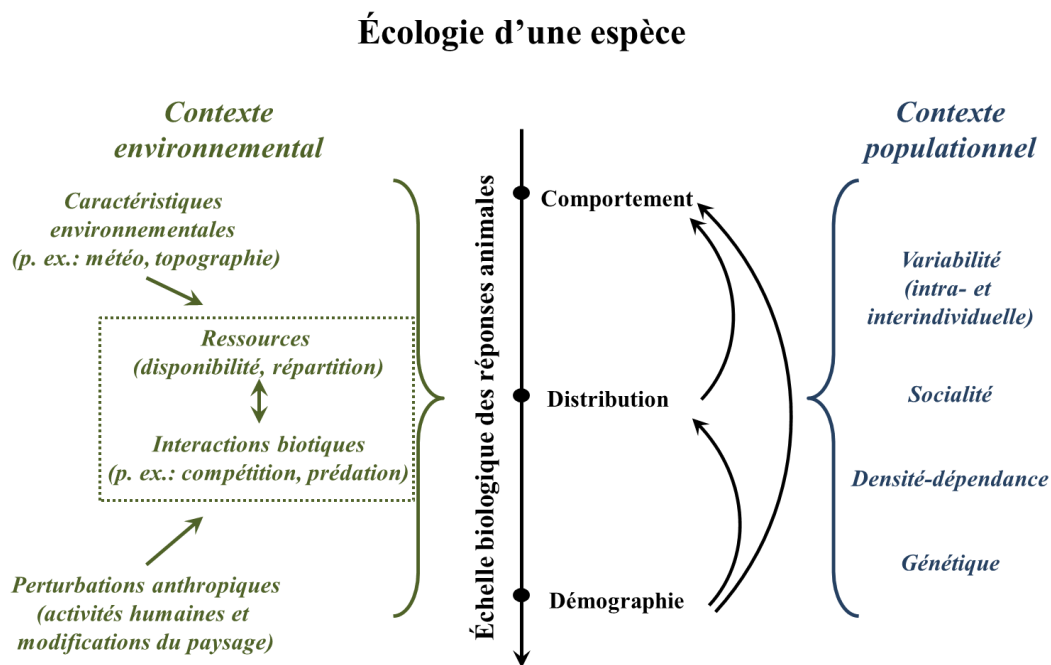 Écologie d’une espèce
Contexte
environnemental
Caractéristiques
environnementales
(p. ex.: météo, topographie)
Ressources
(disponibilité, répartition)
Interactions biotiques
(p. ex.: compétition, prédation)
Perturbations anthropiques
(activités humaines et
modifications du paysage)
Échelle biologique des réponses animales
Comportement
Distribution
Démographie
Contexte
populationnel
Variabilité
(intra- et
interindividuelle)
Socialité
Densité-dépendance
Génétique